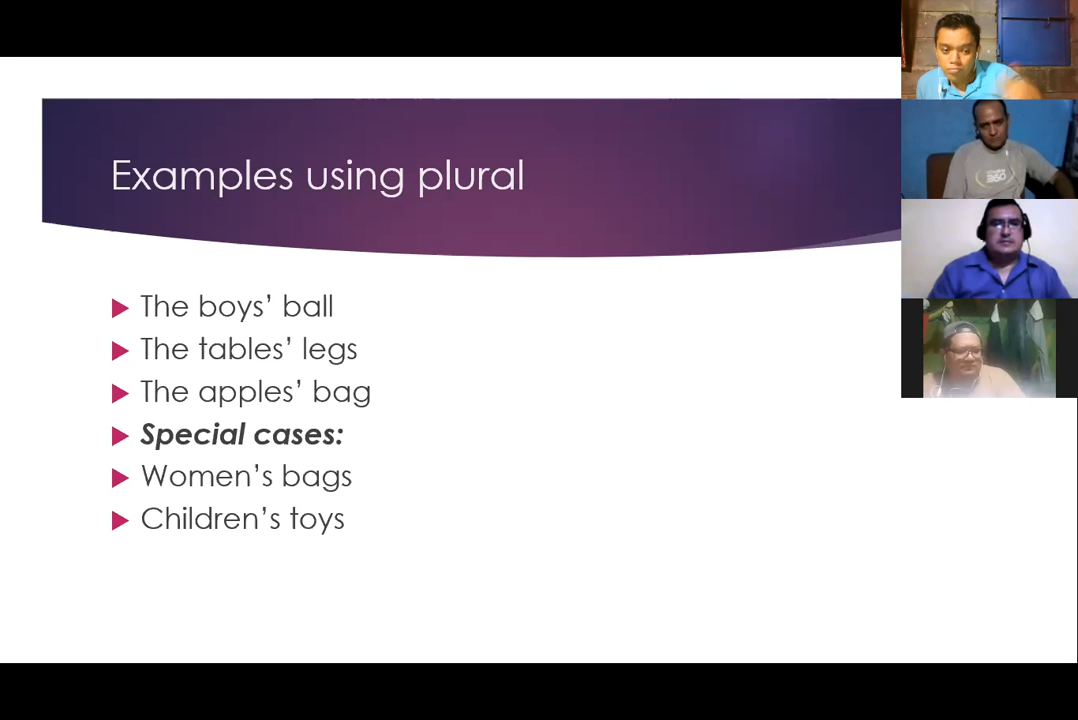 Examples using plural
The boys’ ball
The tables’ legs
The apples’ bag
Special cases:
Women’s bags
Children’s toys